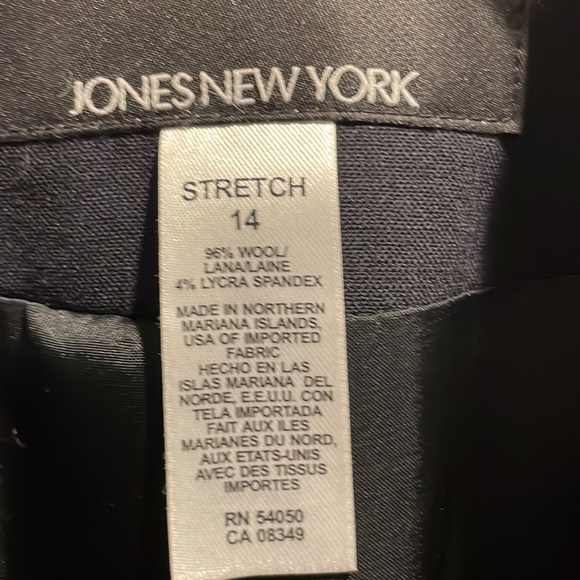 JONES NEW YORK
STRETCH
14
96% WOOL/
LANA/LAINE
4% LYCRA SPANDEX
MADE IN NORTHERN
MARIANA ISLANDS,
USA OF IMPORTED
FABRIC
HECHO EN LAS
ISLAS MARIANA DEL
NORDE, E.E.U.U. CON
TELA IMPORTADA
FAIT AUX ILES
MARIANES DU NORD,
AUX ETATS-UNIS
AVEC DES TISSUS
IMPORTES
RN 54050
CA 08349